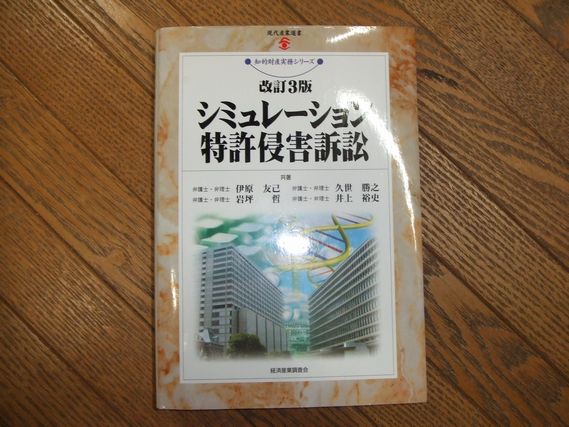 現代産業選書
●知的財産実務シリーズ●
改訂3版
シミュレーション
特許侵害訴訟
共著
弁護士・弁理士 伊原 友己 弁護士・弁理士 久世 勝之
弁護士・弁理士 岩坪 哲 弁護士・弁理士 井上 裕史
経済産業調査会